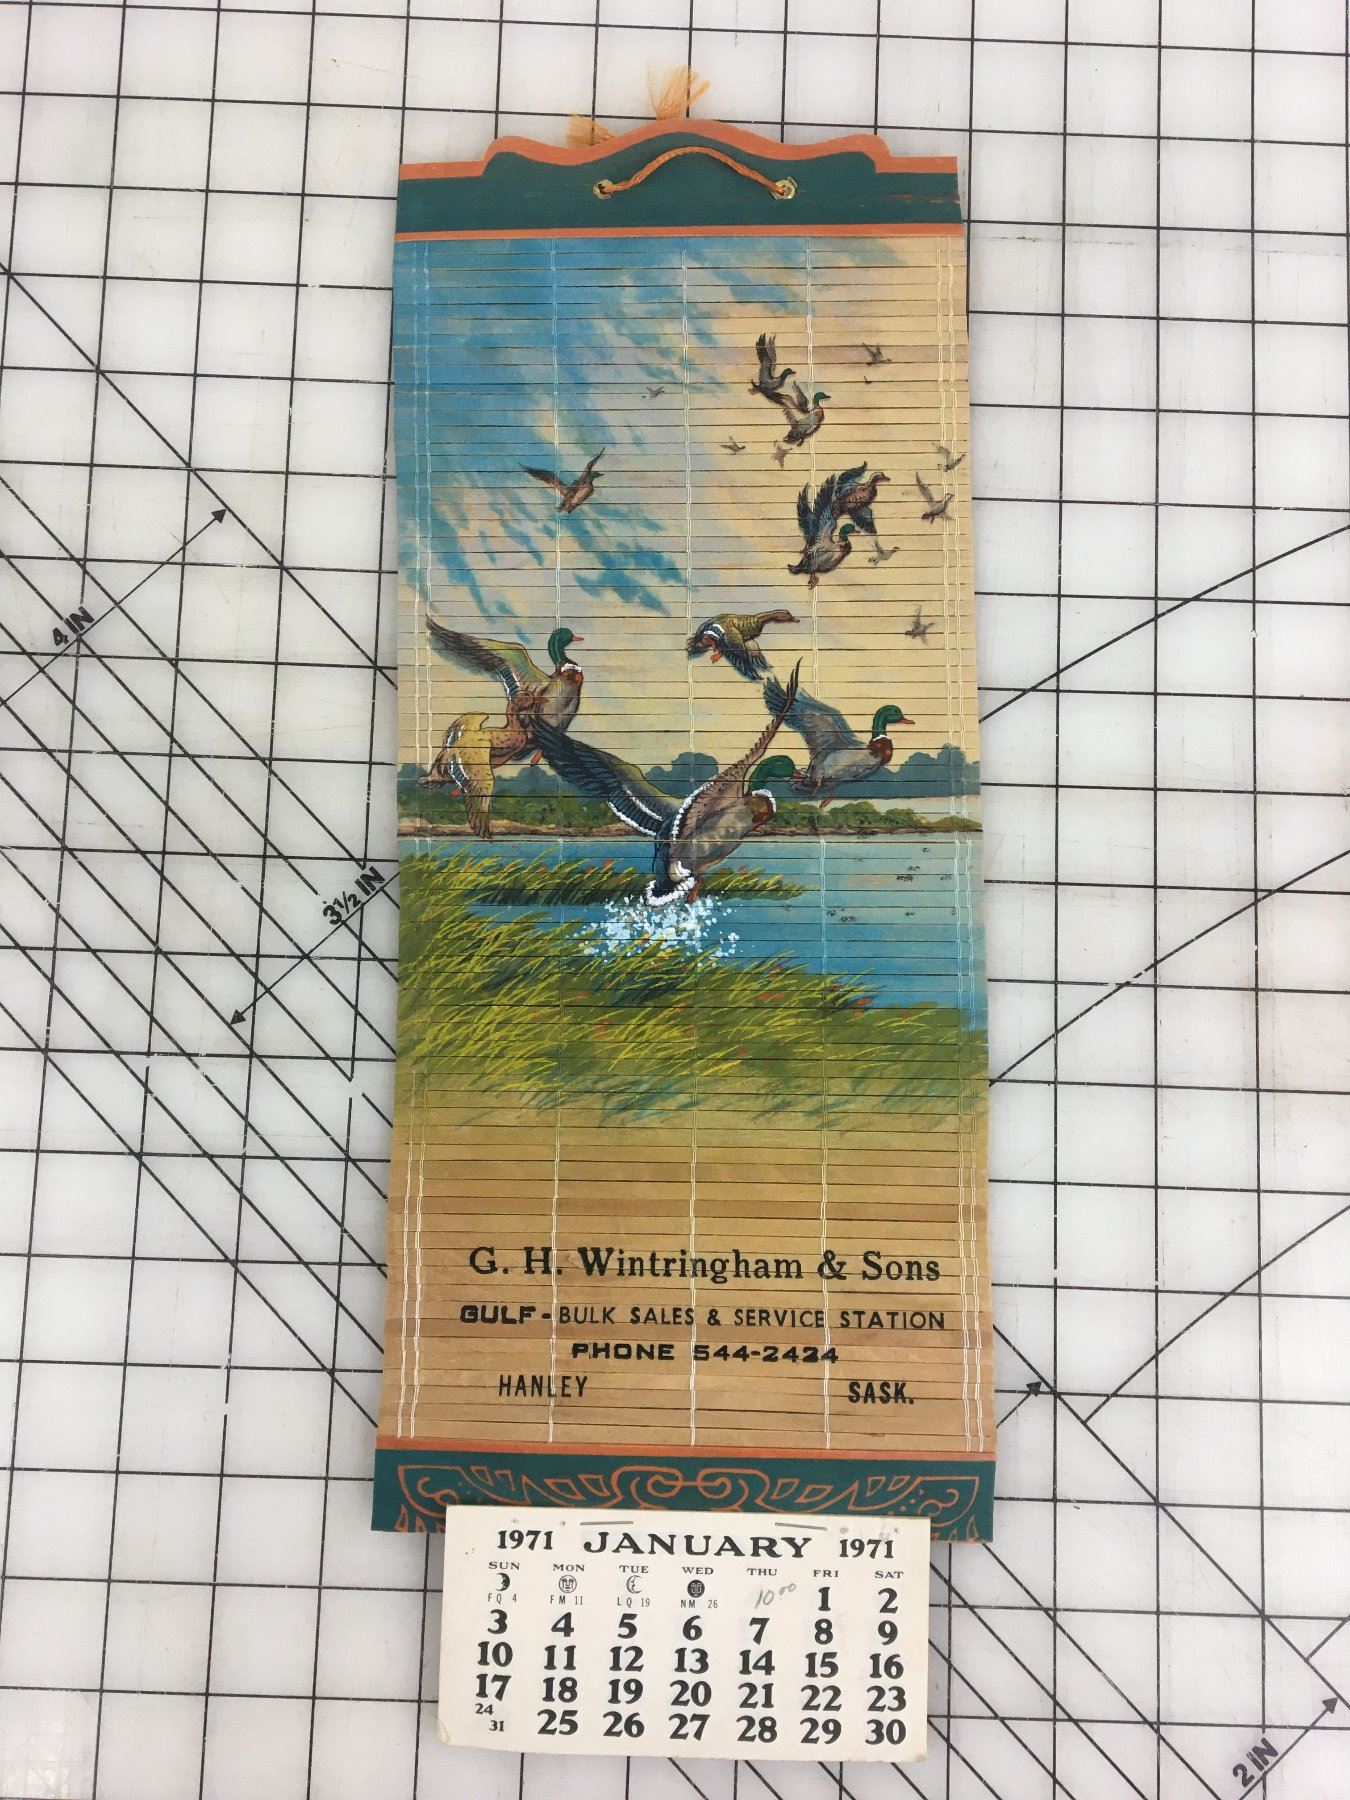 4 IN
3½ IN
G. H. Wintringham & Sons
GULF - BULK SALES & SERVICE STATION
PHONE 544-2424
HANLEY SASK.
1971 JANUARY 1971
SUN MON TUE WED THU FRI SAT
FQ 4 FM 11 LQ 19 NM 26 10 00 1 2
3 4 5 6 7 8 9
10 11 12 13 14 15 16
17 18 19 20 21 22 23
24 31 25 26 27 28 29 30
2 IN